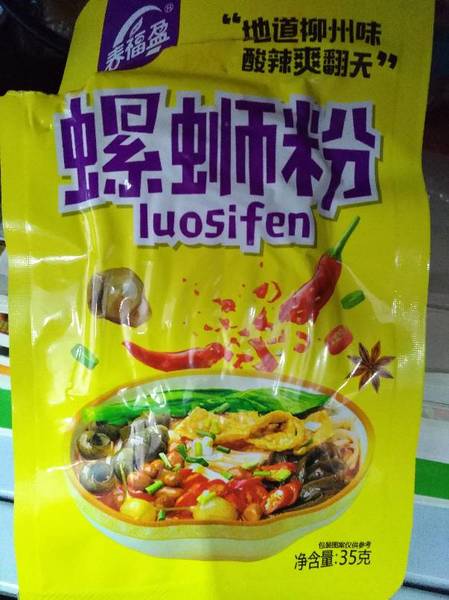 春福盈®
“地道柳州味
酸辣爽翻天”
螺蛳粉
luosifen
包装图案仅供参考
净含量:35克